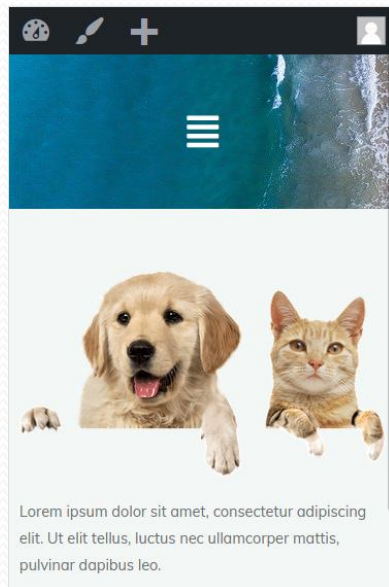 Lorem ipsum dolor sit amet, consectetur adipiscing
elit. Ut elit tellus, luctus nec ullamcorper mattis,
pulvinar dapibus leo.